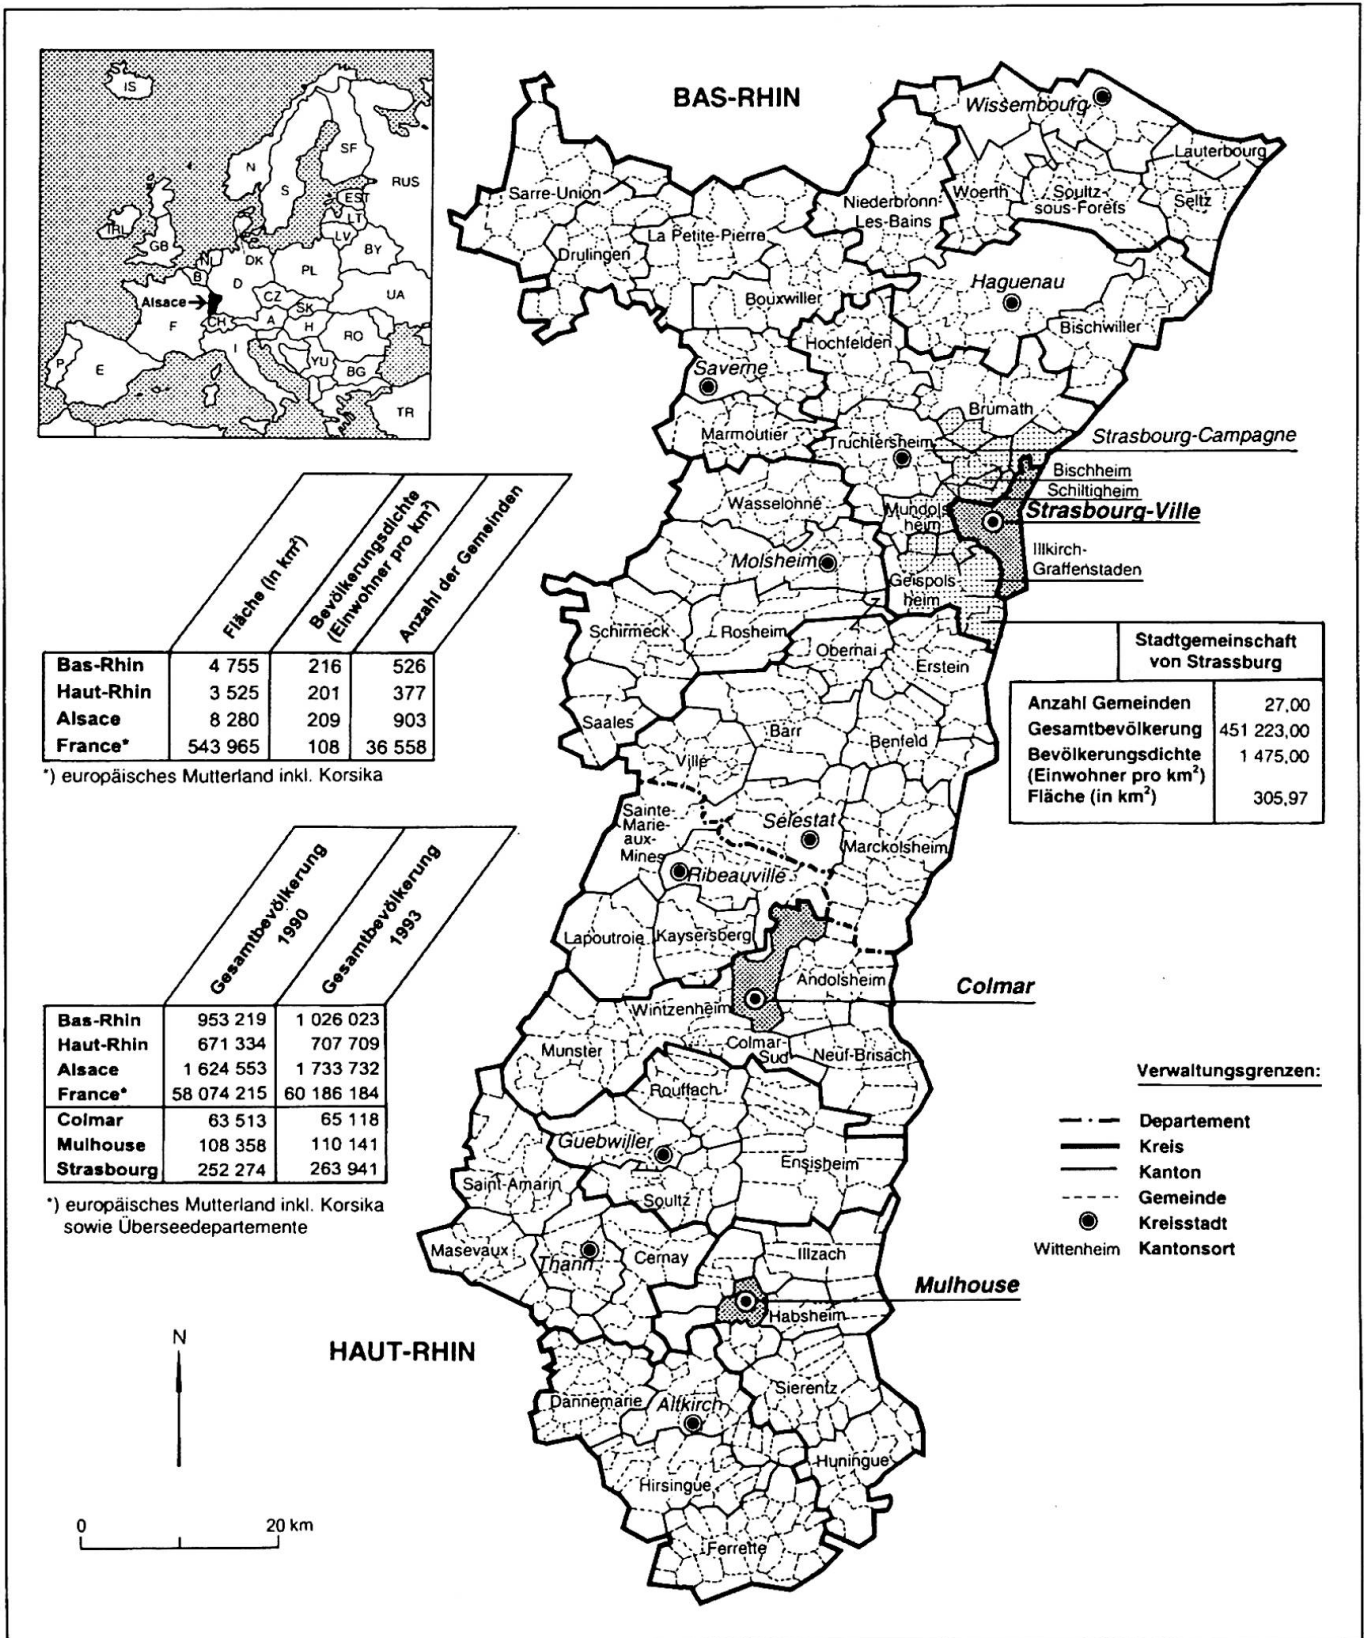 BAS-RHIN
IS
N
S
SF
RUS
EST
LT
LV
BY
IRL
GB
DK
NL
B
D
PL
UA
Alsace
CZ
SK
F
CH
A
H
RO
I
YU
BG
P
E
TR
Wissembourg
Lauterbourg
Sarre-Union
Niederbronn-
Les-Bains
Woerth
Soultz-
sous-Forêts
Seltz
La Petite-Pierre
Drulingen
Haguenau
Bouxwiller
Bischwiller
Hochfelden
Saverne
Brumath
Marmoutier
Truchtersheim
Strasbourg-Campagne
Bischheim
Schiltigheim
Wasselonne
Mundols-
heim
Strasbourg-Ville
Molsheim
Illkirch-
Graffenstaden
Geispols-
heim
Schirmeck
Rosheim
Obernai
Erstein
Saales
Barr
Benfeld
Villé
Sainte-
Marie-
aux-
Mines
Sélestat
Marckolsheim
Ribeauvillé
Lapoutroie
Kaysersberg
Andolsheim
Colmar
Wintzenheim
Munster
Colmar-
Sud
Neuf-Brisach
Rouffach
Guebwiller
Ensisheim
Saint-Amarin
Soultz
Masevaux
Thann
Cernay
Illzach
Mulhouse
Habsheim
HAUT-RHIN
Sierentz
Dannemarie
Altkirch
Huningue
Hirsingue
Ferrette
Fläche (in km²)
Bevölkerungsdichte
(Einwohner pro km²)
Anzahl der Gemeinden
Bas-Rhin 4 755 216 526
Haut-Rhin 3 525 201 377
Alsace 8 280 209 903
France* 543 965 108 36 558
*) europäisches Mutterland inkl. Korsika
Stadtgemeinschaft
von Strassburg
Anzahl Gemeinden 27,00
Gesamtbevölkerung 451 223,00
Bevölkerungsdichte 1 475,00
(Einwohner pro km²)
Fläche (in km²) 305,97
Gesamtbevölkerung
1990
Gesamtbevölkerung
1993
Bas-Rhin 953 219 1 026 023
Haut-Rhin 671 334 707 709
Alsace 1 624 553 1 733 732
France* 58 074 215 60 186 184
Colmar 63 513 65 118
Mulhouse 108 358 110 141
Strasbourg 252 274 263 941
*) europäisches Mutterland inkl. Korsika
sowie Überseedepartemente
Verwaltungsgrenzen:
Departement
Kreis
Kanton
Gemeinde
Kreisstadt
Wittenheim Kantonsort
N
0 20 km